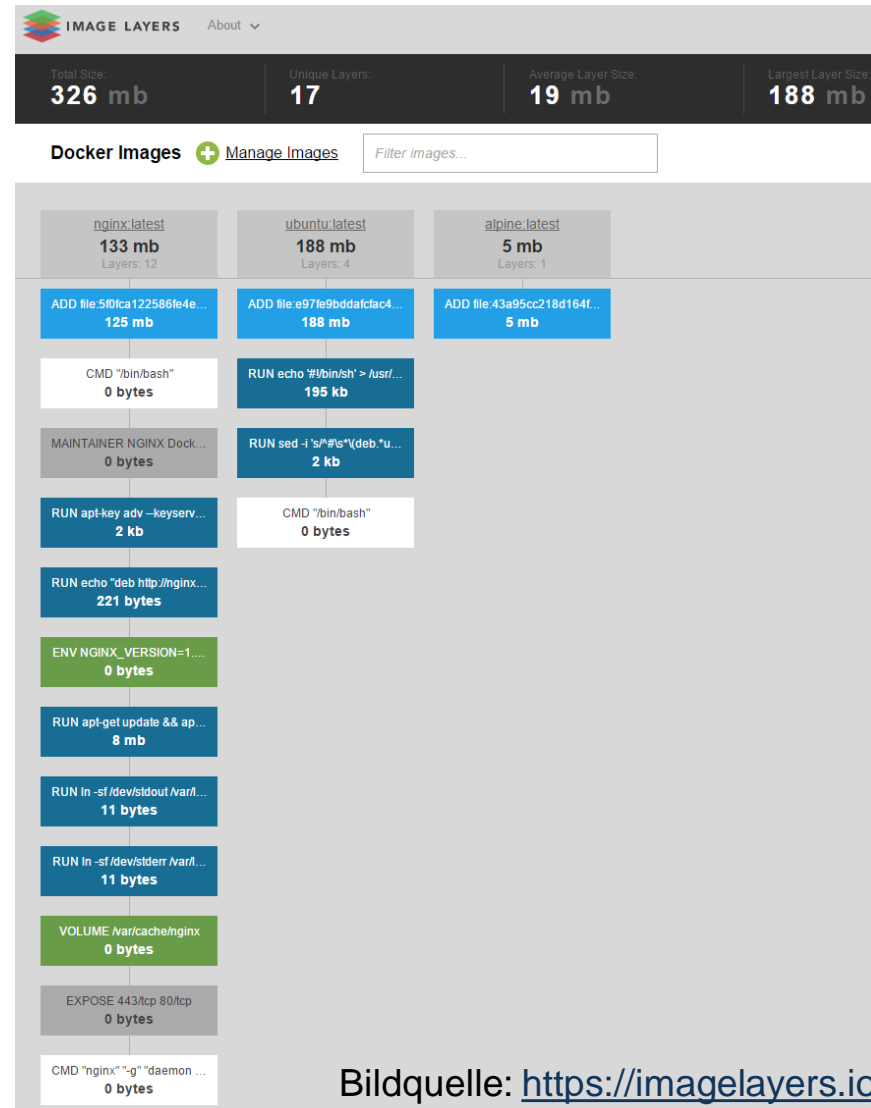 IMAGE LAYERS About
Total Size: Unique Layers: Average Layer Size: Largest Layer Size:
326 mb 17 19 mb 188 mb
Docker Images Manage Images Filter images...
nginx:latest
133 mb
Layers: 12
ADD file:5f0fca122586fe4e...
125 mb
CMD "/bin/bash"
0 bytes
MAINTAINER NGINX Dock...
0 bytes
RUN apt-key adv --keyserv...
2 kb
RUN echo "deb http://nginx...
221 bytes
ENV NGINX_VERSION=1....
0 bytes
RUN apt-get update && ap...
8 mb
RUN ln -sf /dev/stdout /var/l...
11 bytes
RUN ln -sf /dev/stderr /var/l...
11 bytes
VOLUME /var/cache/nginx
0 bytes
EXPOSE 443/tcp 80/tcp
0 bytes
CMD "nginx" "-g" "daemon ...
0 bytes
ubuntu:latest
188 mb
Layers: 4
ADD file:e97fe9bddafcfac4...
188 mb
RUN echo '#!/bin/sh' > /usr/...
195 kb
RUN sed -i 's/^#\s*\(deb.*u...
2 kb
CMD "/bin/bash"
0 bytes
alpine:latest
5 mb
Layers: 1
ADD file:43a95cc218d164f...
5 mb
Bildquelle: https://imagelayers.io